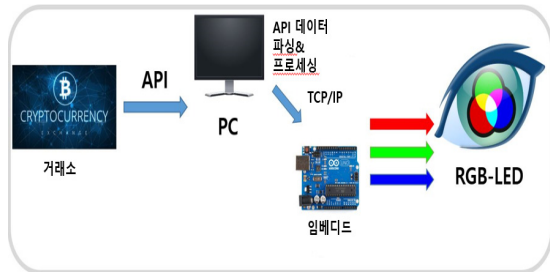 CRYPTOCURRENCY
EXCHANGE
거래소
API
PC
API 데이터
파싱&
프로세싱
TCP/IP
임베디드
RGB-LED